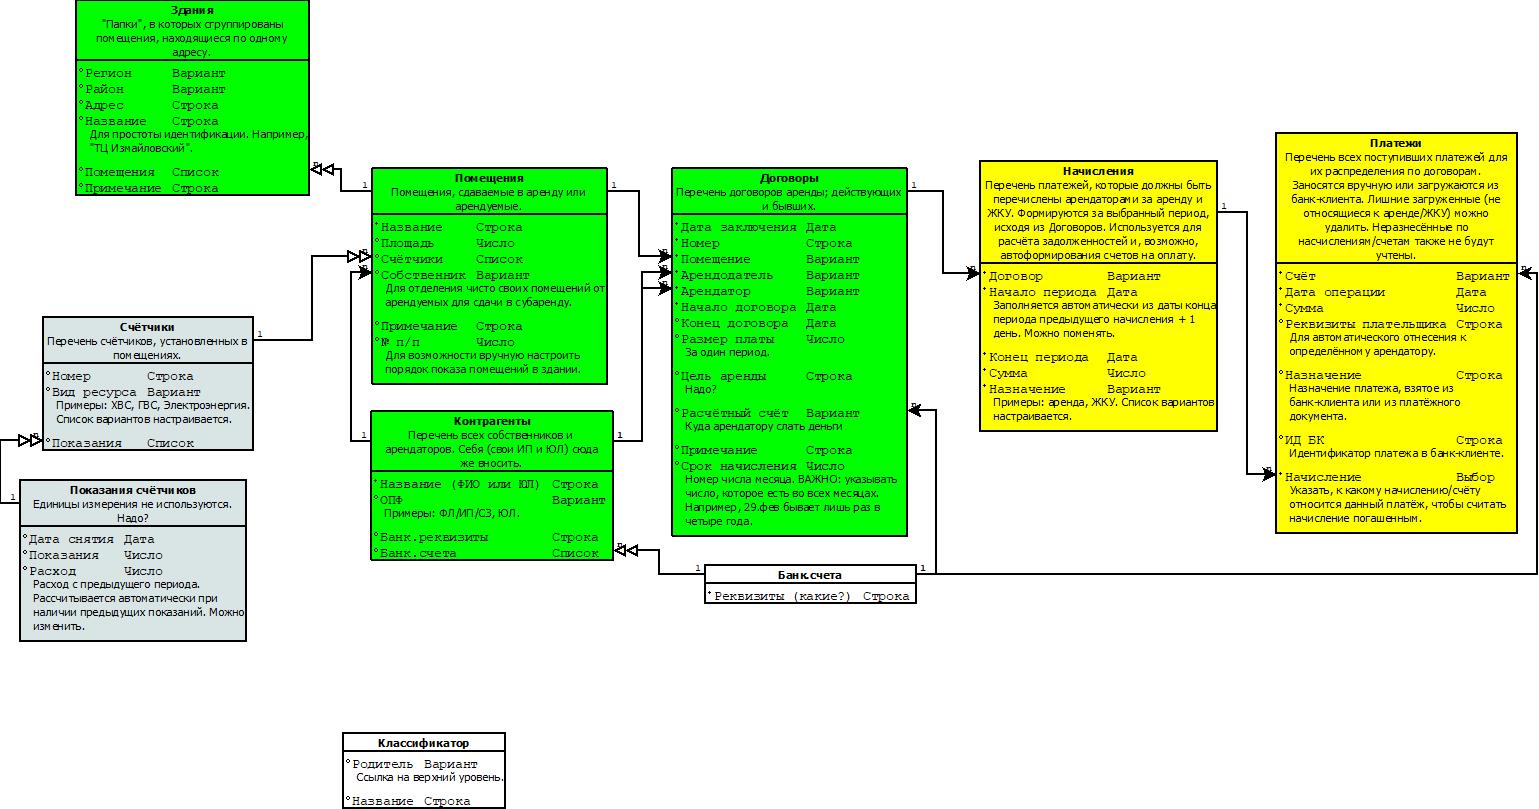 Здания
"Папки", в которых сгруппированы
помещения, находящиеся по одному
адресу.
Регион Вариант
Район Вариант
Адрес Строка
Название Строка
Для простоты идентификации. Например,
"ТЦ Измайловский".
Помещения Список
Примечание Строка
n
1
Помещения
Помещения, сдаваемые в аренду или
арендуемые.
Название Строка
Площадь Число
Счётчики Список
Собственник Вариант
Для отделения чисто своих помещений от
арендуемых для сдачи в субаренду.
Примечание Строка
№ п/п Число
Для возможности вручную настроить
порядок показа помещений в здании.
1
n
n
Договоры
Перечень договоров аренды; действующих
и бывших.
Дата заключения Дата
Номер Строка
Помещение Вариант
Арендодатель Вариант
Арендатор Вариант
Начало договора Дата
Конец договора Дата
Размер платы Число
За один период.
Цель аренды Строка
Надо?
Расчётный счёт Вариант
Куда арендатору слать деньги
Примечание Строка
Срок начисления Число
Номер числа месяца. ВАЖНО: указывать
число, которое есть во всех месяцах.
Например, 29.фев бывает лишь раз в
четыре года.
n
n
n
1
n
Начисления
Перечень платежей, которые должны быть
перечислены арендаторами за аренду и
ЖКУ. Формируются за выбранный период,
исходя из Договоров. Используется для
расчёта задолженностей и, возможно,
автоформирования счетов на оплату.
Договор Вариант
Начало периода Дата
Заполняется автоматически из даты конца
периода предыдущего начисления + 1
день. Можно поменять.
Конец периода Дата
Сумма Число
Назначение Вариант
Примеры: аренда, ЖКУ. Список вариантов
настраивается.
n
1
Платежи
Перечень всех поступивших платежей для
их распределения по договорам.
Заносятся вручную или загружаются из
банк-клиента. Лишние загруженные (не
относящиеся к аренде/ЖКУ) можно
удалить. Неразнесённые по
насчислениям/счетам также не будут
учтены.
Счёт Вариант
Дата операции Дата
Сумма Число
Реквизиты плательщика Строка
Для автоматического отнесения к
определённому арендатору.
Назначение Строка
Назначение платежа, взятое из
банк-клиента или из платёжного
документа.
ИД БК Строка
Идентификатор платежа в банк-клиенте.
Начисление Выбор
Указать, к какому начислению/счёту
относится данный платёж, чтобы считать
начисление погашенным.
n
n
Счётчики
Перечень счётчиков, установленных в
помещениях.
Номер Строка
Вид ресурса Вариант
Примеры: ХВС, ГВС, Электроэнергия.
Список вариантов настраивается.
Показания Список
1
n
Контрагенты
Перечень всех собственников и
арендаторов. Себя (свои ИП и ЮЛ) сюда
же вносить.
Название (ФИО или ЮЛ) Строка
ОПФ Вариант
Примеры: ФЛ/ИП/СЗ, ЮЛ.
Банк.реквизиты Строка
Банк.счета Список
1
1
n
Показания счётчиков
Единицы измерения не используются.
Надо?
Дата снятия Дата
Показания Число
Расход Число
Расход с предыдущего периода.
Рассчитывается автоматически при
наличии предыдущих показаний. Можно
изменить.
1
Банк.счета
Реквизиты (какие?) Строка
1
1
Классификатор
Родитель Вариант
Ссылка на верхний уровень.
Название Строка